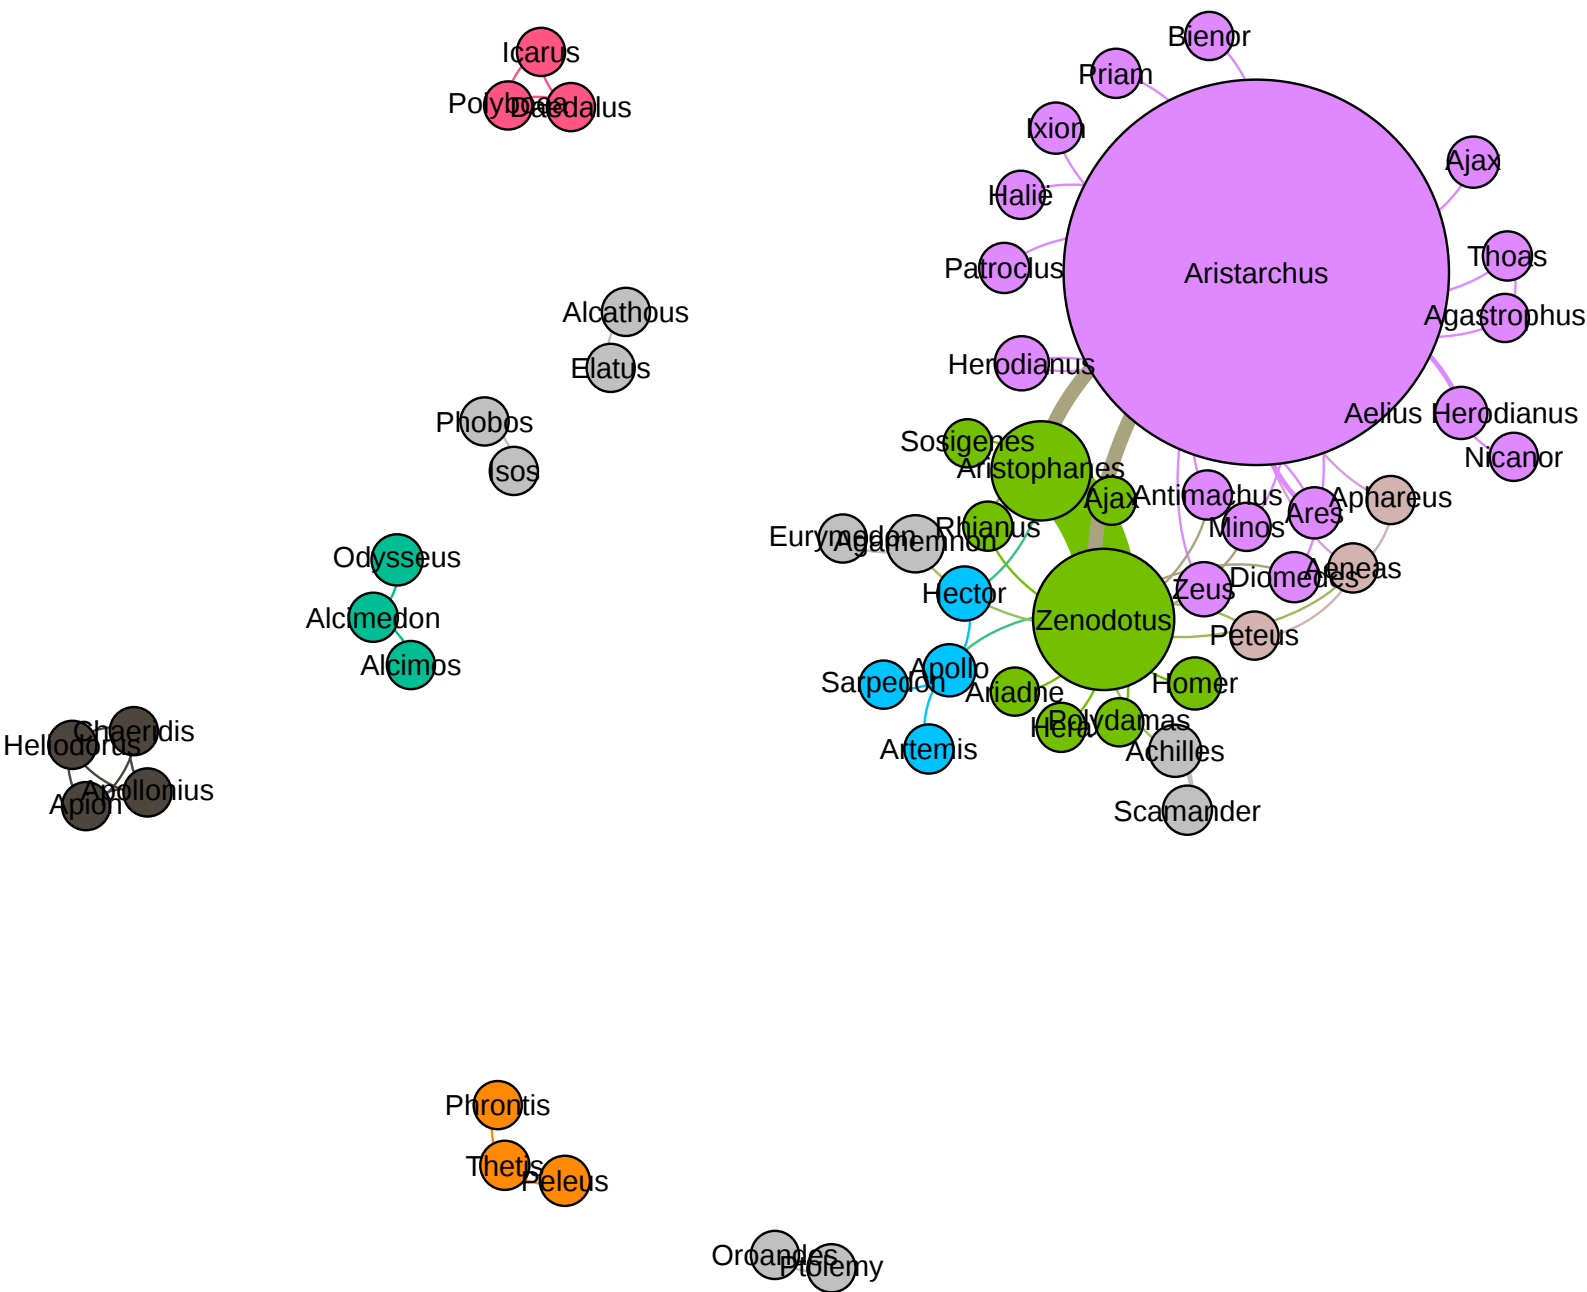 Bienor
Icarus
Priam
Polyboea
Daedalus
Ixion
Ajax
Halie
Thoas
Patroclus
Aristarchus
Alcathous
Agastrophus
Elatus
Herodianus
Aelius Herodianus
Phobos
Sosigenes
Nicanor
Isos
Aristophanes
Ajax
Antimachus
Aphareus
Ares
Rhianus
Minos
Eurymedon
Agamemnon
Odysseus
Aeneas
Diomedes
Zeus
Hector
Alcimedon
Zenodotus
Peteus
Alcimos
Apollo
Sarpedon
Ariadne
Homer
Polydamas
Hera
Chaeridis
Heliodorus
Artemis
Achilles
Apollonius
Apion
Scamander
Phrontis
Thetis
Peleus
Oroandes
Ptolemy